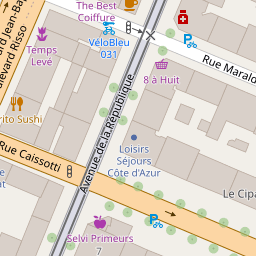 The Best
Coiffure
VéloBleu
031
Temps
Levé
8 à Huit
Rue Marald
Avenue de la République
rito Sushi
Rue Caissotti
Loisirs
Séjours
Côte d'Azur
Le Cipa
Selvi Primeurs
7